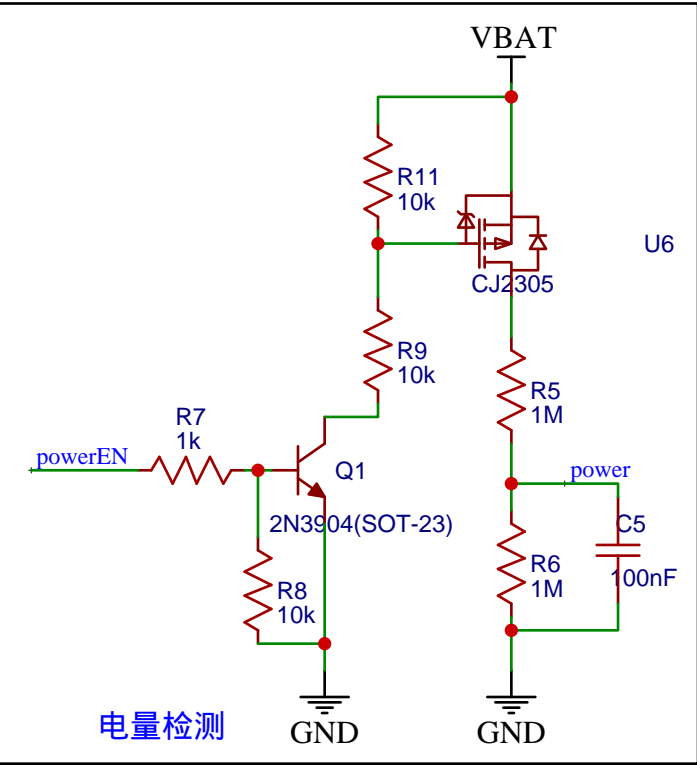 VBAT
R11
10k
U6
CJ2305
R9
10k
R5
1M
R7
1k
powerEN
Q1
power
2N3904(SOT-23)
C5
100nF
R6
1M
R8
10k
电量检测
GND
GND